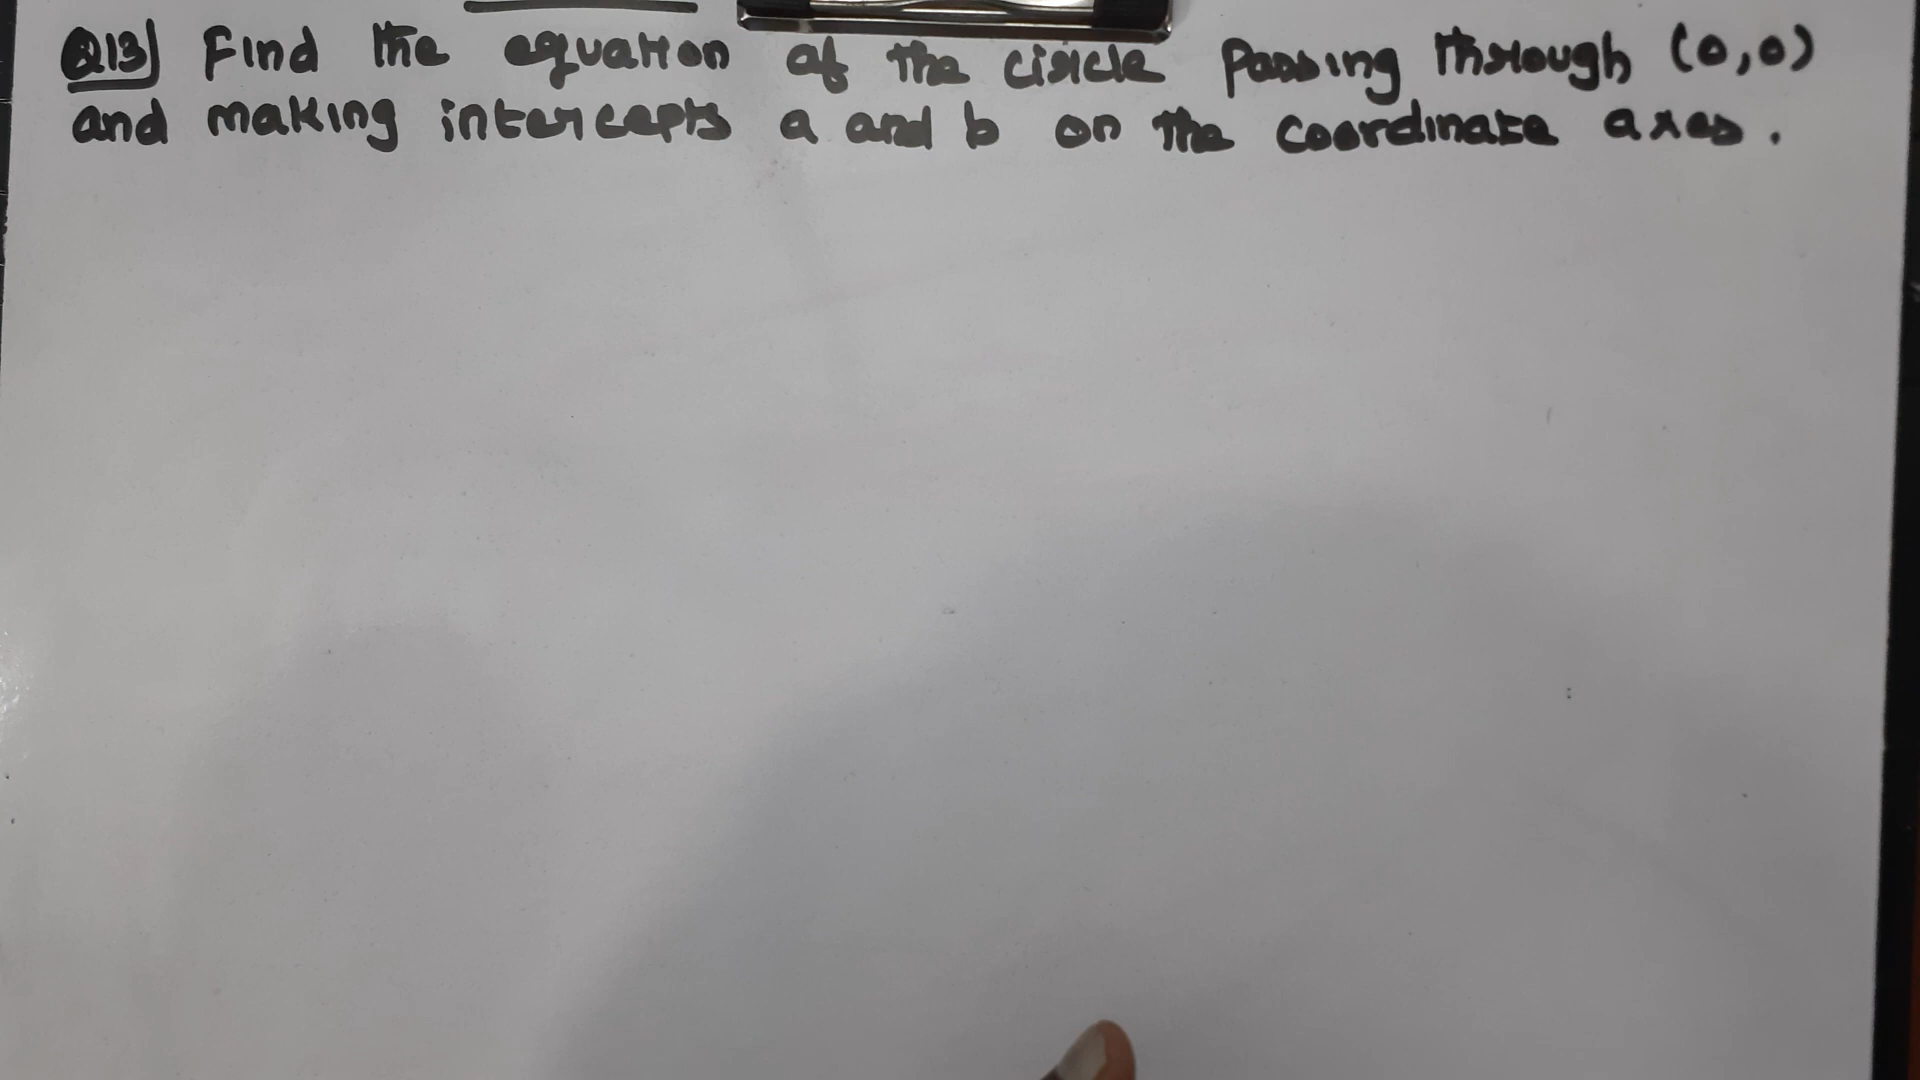 Q13) Find the equation of the circle passing through (0,0)
and making intercepts a and b on the coordinate axes.